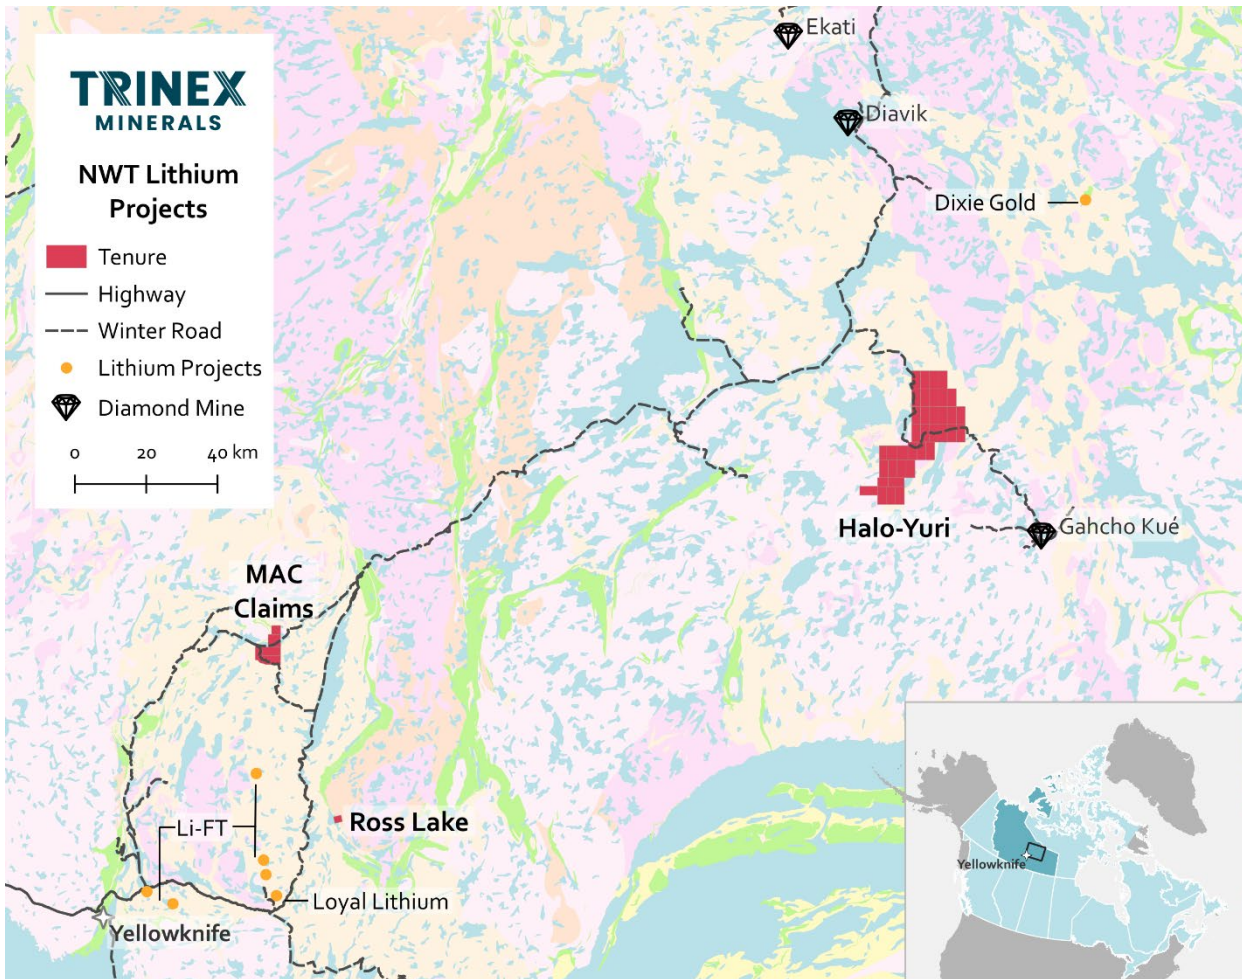 TRINEX
MINERALS
NWT Lithium
Projects
Tenure
Highway
Winter Road
Lithium Projects
Diamond Mine
0 20 40 km
Ekati
Diavik
Dixie Gold
Halo-Yuri
Gahcho Kué
MAC
Claims
Ross Lake
Li-FT
Loyal Lithium
Yellowknife
Yellowknife